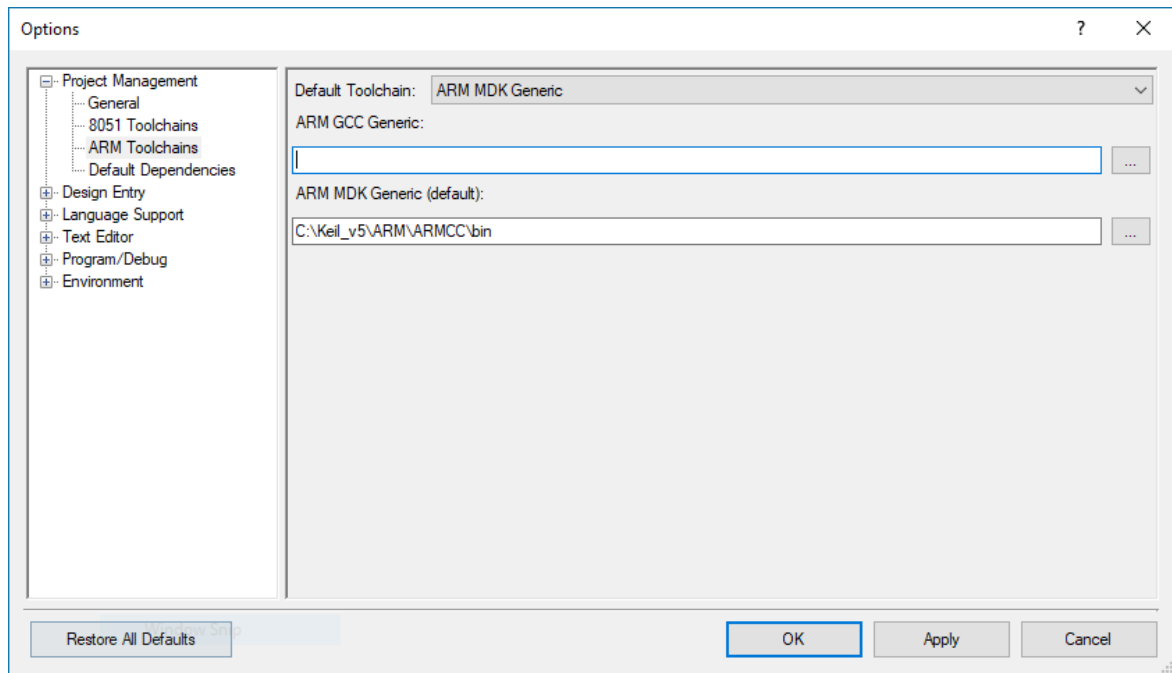 Options
?
Project Management
General
8051 Toolchains
ARM Toolchains
Default Dependencies
Design Entry
Language Support
Text Editor
Program/Debug
Environment
Default Toolchain: ARM MDK Generic
ARM GCC Generic:
...
ARM MDK Generic (default):
C:\Keil_v5\ARM\ARMCC\bin
...
Window Snip
Restore All Defaults
OK
Apply
Cancel